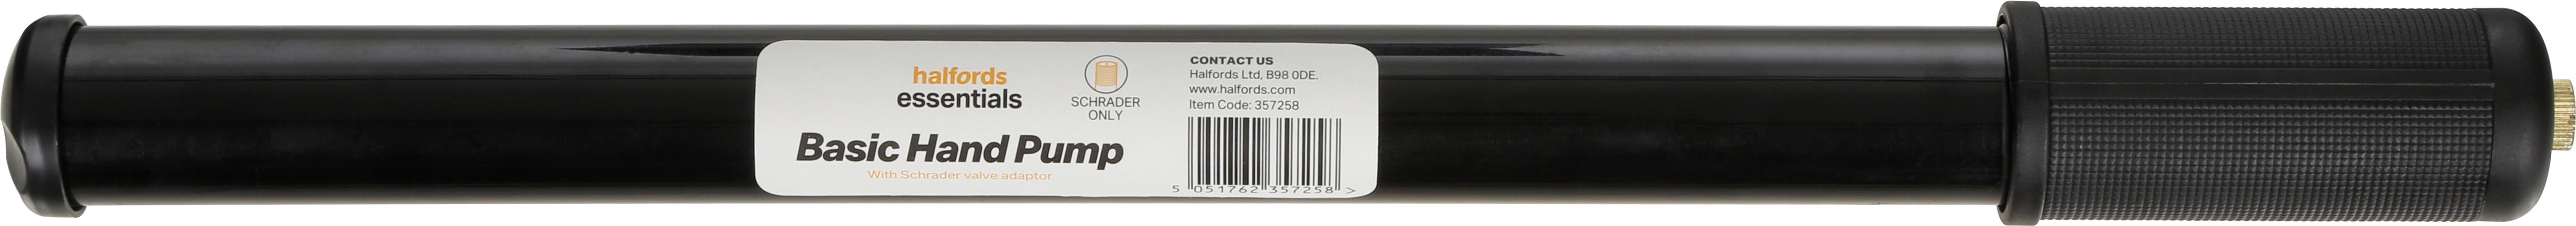 halfords
essentials
SCHRADER
ONLY
Basic Hand Pump
With Schrader valve adaptor
CONTACT US
Halfords Ltd, B98 0DE.
www.halfords.com
Item Code: 357258
5 051762 357258 >